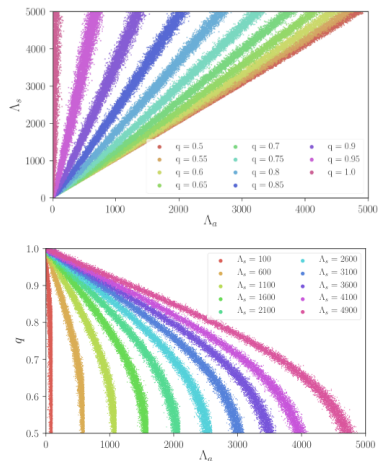 5000
4000
3000
2000
1000
0
Λs
0 1000 2000 3000 4000 5000
Λa
q = 0.5 q = 0.7 q = 0.9
q = 0.55 q = 0.75 q = 0.95
q = 0.6 q = 0.8 q = 1.0
q = 0.65 q = 0.85
1.0
0.9
0.8
0.7
0.6
0.5
q
Λs = 100 Λs = 2600
Λs = 600 Λs = 3100
Λs = 1100 Λs = 3600
Λs = 1600 Λs = 4100
Λs = 2100 Λs = 4900
0 1000 2000 3000 4000 5000
Λa